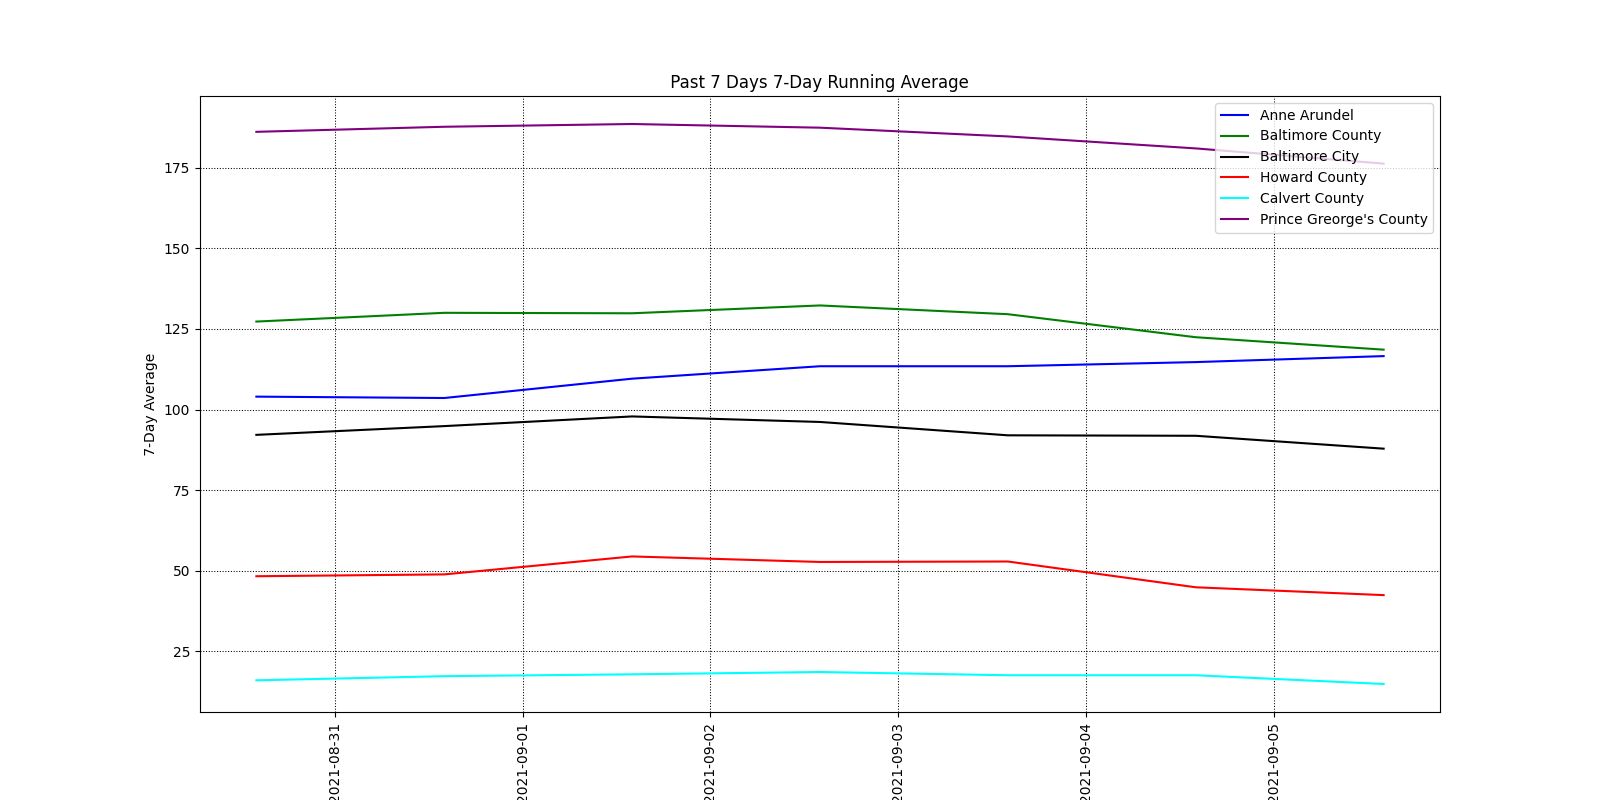 Past 7 Days 7-Day Running Average
Anne Arundel
Baltimore County
Baltimore City
Howard County
Calvert County
Prince Greorge's County
175
150
125
100
75
50
25
7-Day Average
2021-08-31
2021-09-01
2021-09-02
2021-09-03
2021-09-04
2021-09-05